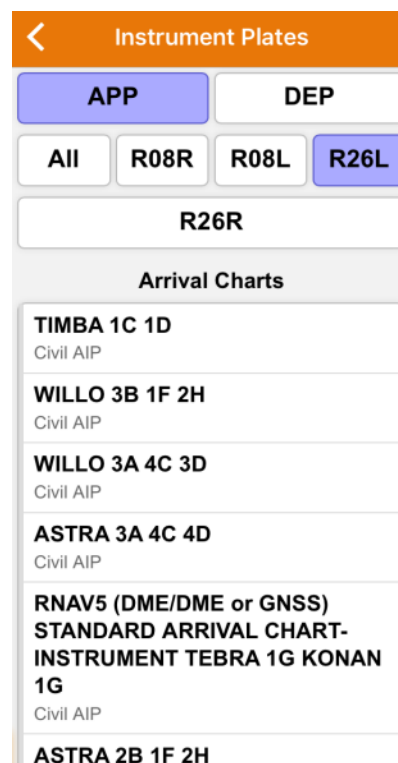 Instrument Plates
APP DEP
All R08R R08L R26L
R26R
Arrival Charts
TIMBA 1C 1D
Civil AIP
WILLO 3B 1F 2H
Civil AIP
WILLO 3A 4C 3D
Civil AIP
ASTRA 3A 4C 4D
Civil AIP
RNAV5 (DME/DME or GNSS)
STANDARD ARRIVAL CHART-
INSTRUMENT TEBRA 1G KONAN
1G
Civil AIP
ASTRA 2B 1F 2H